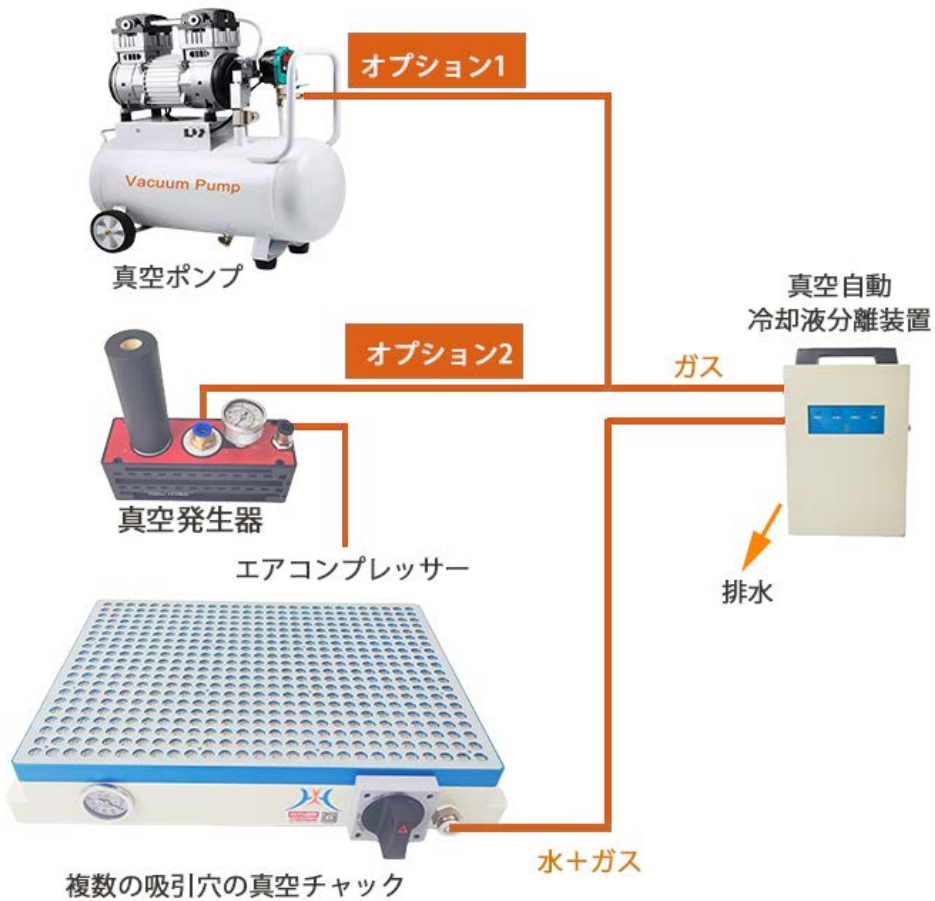 オプション1
Vacuum Pump
真空ポンプ
真空自動
冷却液分離装置
オプション2
ガス
真空発生器
エアコンプレッサー
排水
水+ガス
複数の吸引穴の真空チャック